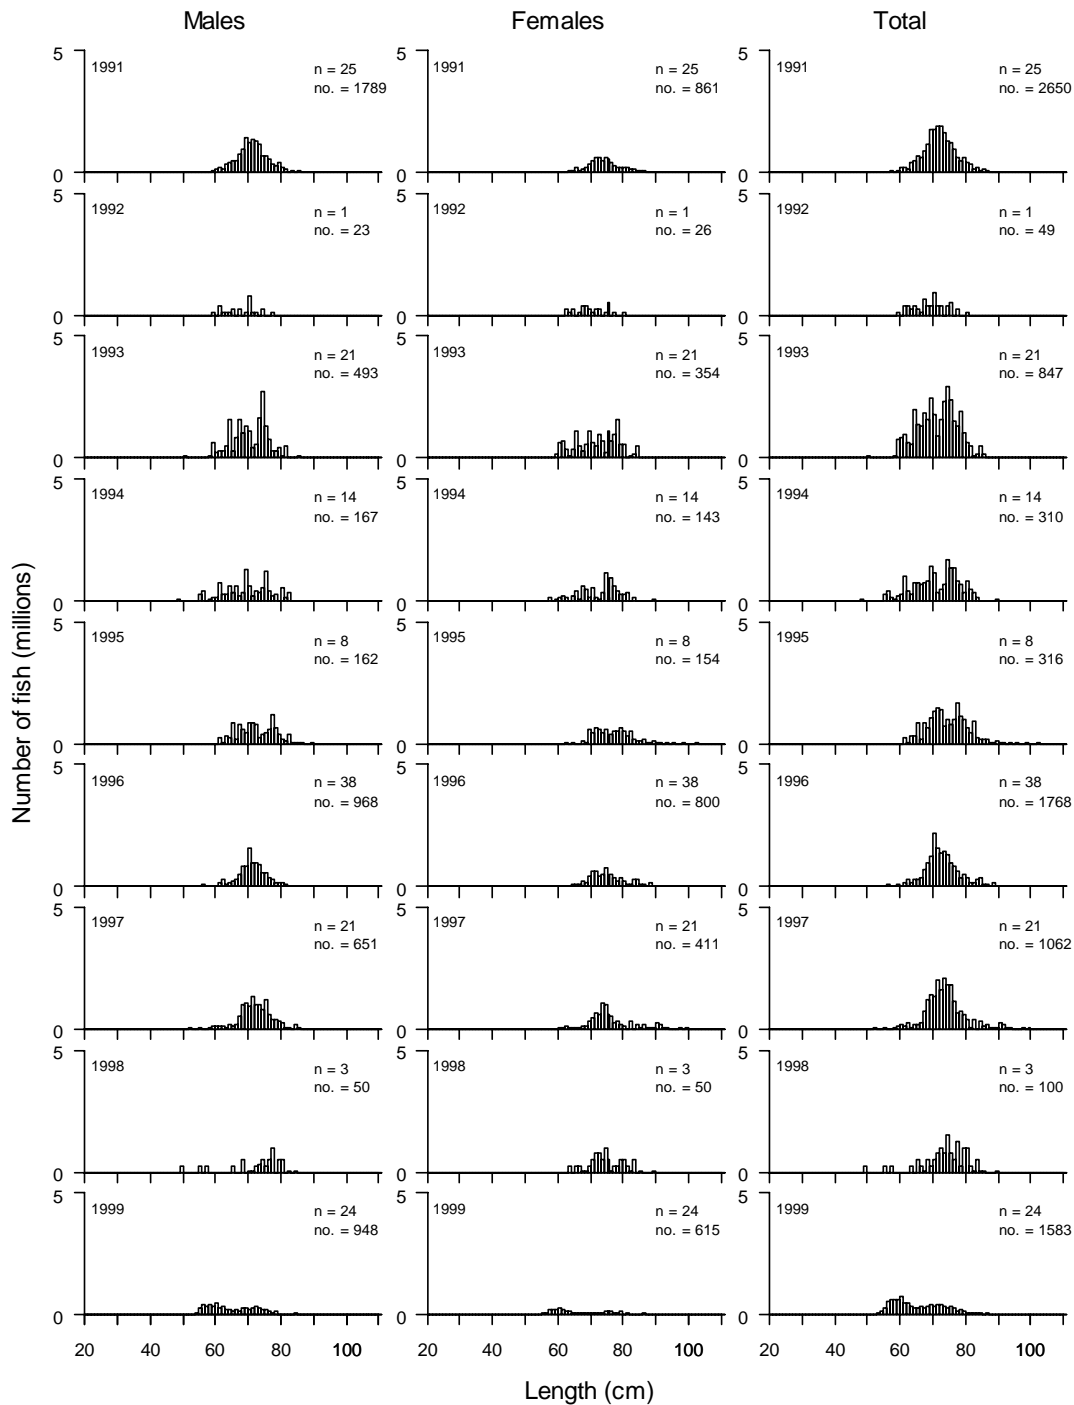 Males Females Total
5 5 5
1991 n = 25 1991 n = 25 1991 n = 25
no. = 1789 no. = 861 no. = 2650
0 0 0
5 5 5
1992 n = 1 1992 n = 1 1992 n = 1
no. = 23 no. = 26 no. = 49
0 0 0
5 5 5
1993 n = 21 1993 n = 21 1993 n = 21
no. = 493 no. = 354 no. = 847
0 0 0
5 5 5
1994 n = 14 1994 n = 14 1994 n = 14
no. = 167 no. = 143 no. = 310
0 0 0
5 5 5
1995 n = 8 1995 n = 8 1995 n = 8
no. = 162 no. = 154 no. = 316
0 0 0
5 5 5
1996 n = 38 1996 n = 38 1996 n = 38
no. = 968 no. = 800 no. = 1768
0 0 0
5 5 5
1997 n = 21 1997 n = 21 1997 n = 21
no. = 651 no. = 411 no. = 1062
0 0 0
5 5 5
1998 n = 3 1998 n = 3 1998 n = 3
no. = 50 no. = 50 no. = 100
0 0 0
5 5 5
1999 n = 24 1999 n = 24 1999 n = 24
no. = 948 no. = 615 no. = 1583
0 0 0
20 40 60 80 100 20 40 60 80 100 20 40 60 80 100
Length (cm)
Number of fish (millions)